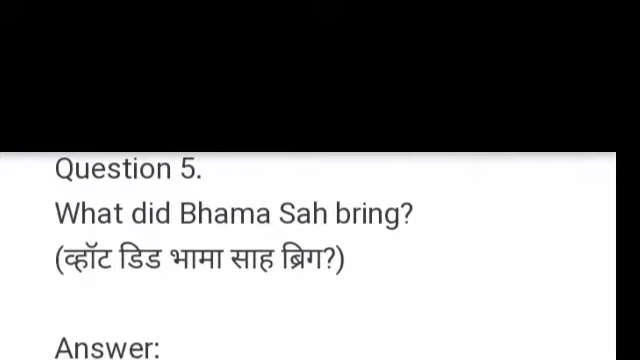 Question 5.
What did Bhama Sah bring?
(व्हॉट डिड भामा साह ब्रिग?)
Answer: